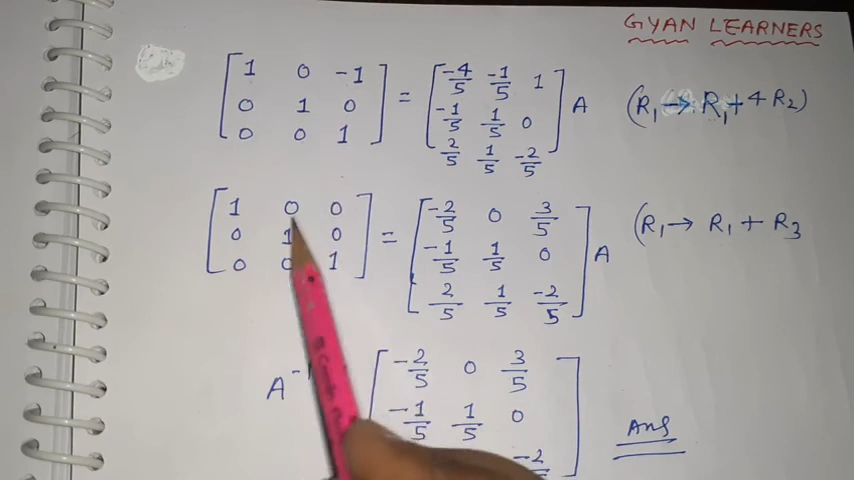 GYAN LEARNERS
[1 0 -1] = [-4/5 -1/5 1] A (R₁→ R₁+4R₂)
[0 1 0] [-1/5 1/5 0]
[0 0 1] [2/5 1/5 -2/5]
[1 0 0] = [-2/5 0 3/5] A (R₁→ R₁ + R₃
[0 1 0] [-1/5 1/5 0]
[0 0 1] [2/5 1/5 -2/5]
A⁻ [-2/5 0 3/5]
[-1/5 1/5 0] Ans
-2